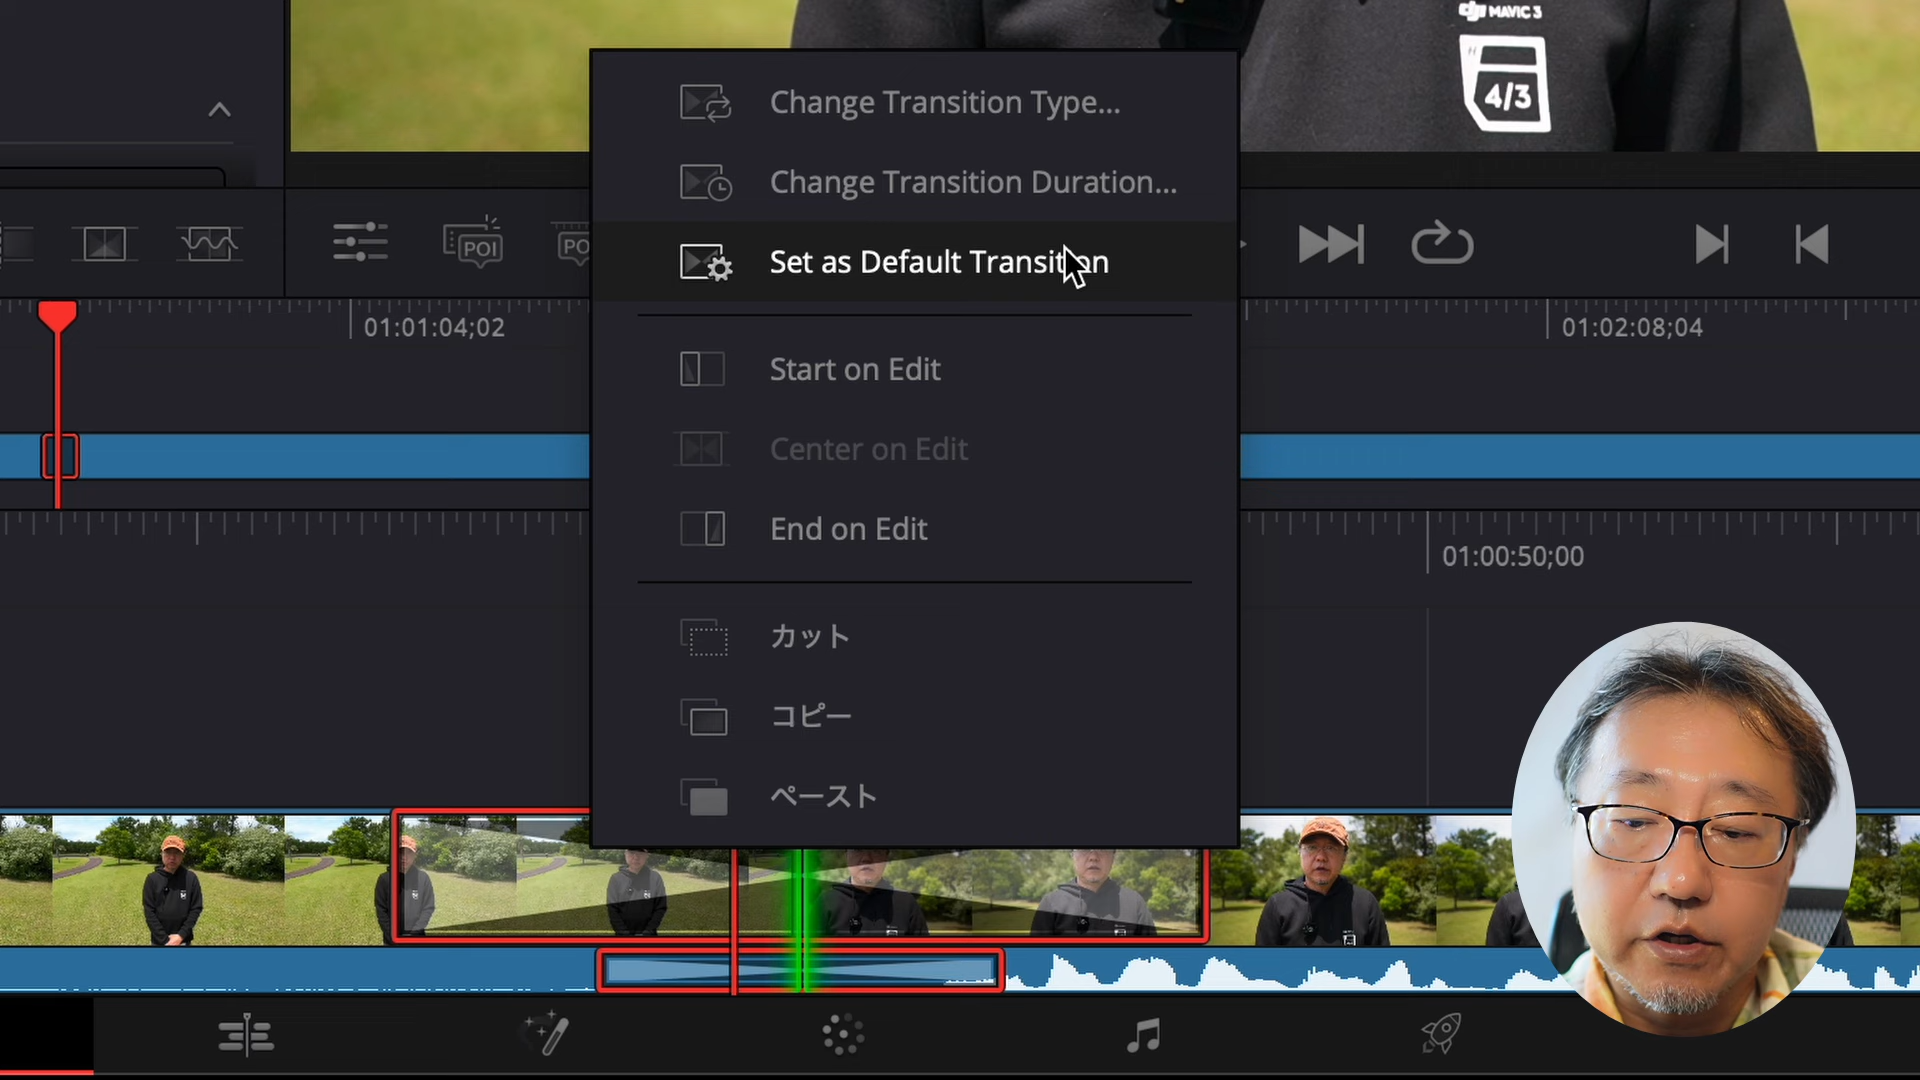 dji MAVIC 3
H
4/3
Change Transition Type...
Change Transition Duration...
POI
PO
Set as Default Transition
01:01:04;02
01:02:08;04
Start on Edit
Center on Edit
End on Edit
01:00:50;00
カット
コピー
ペースト